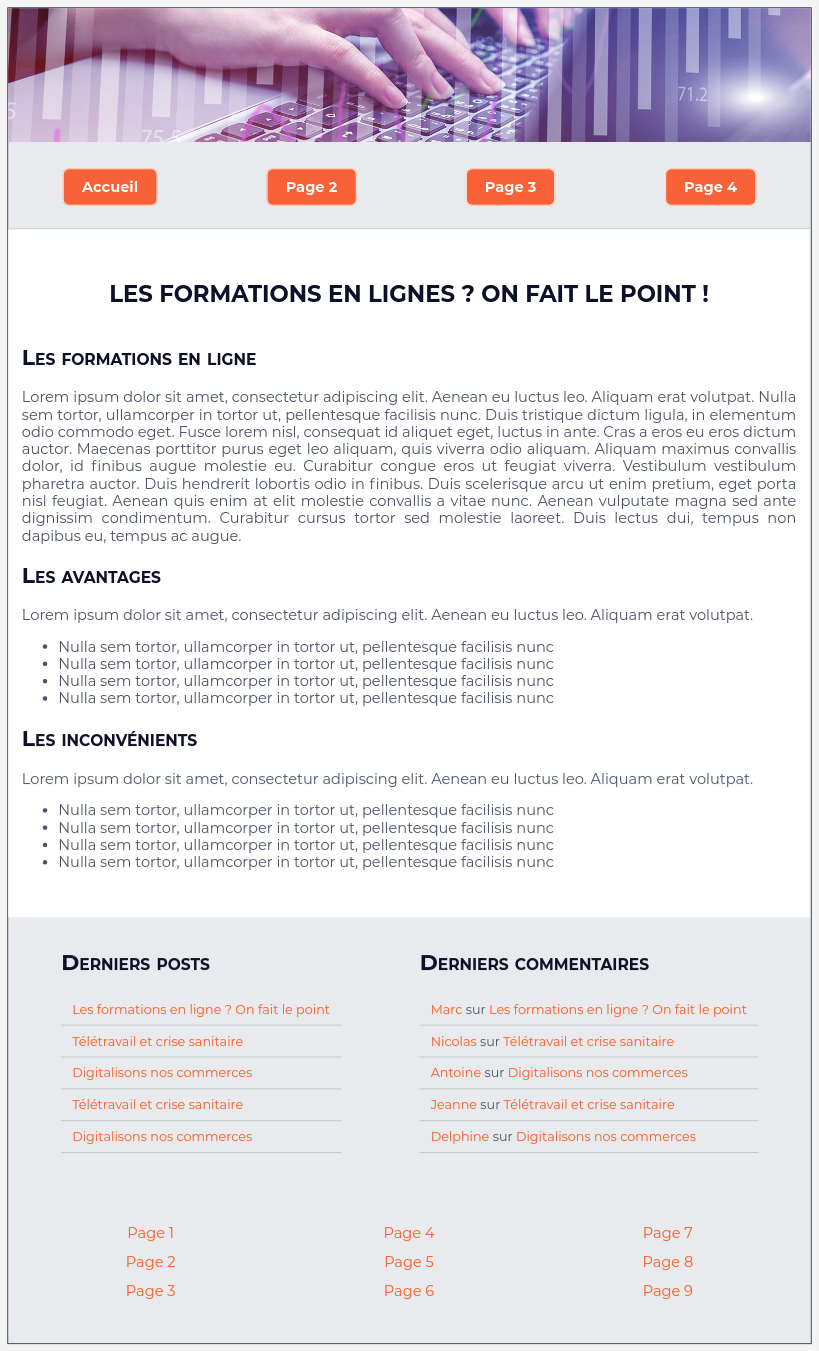 71.2
75.5
Accueil Page 2 Page 3 Page 4
LES FORMATIONS EN LIGNES ? ON FAIT LE POINT !
LES FORMATIONS EN LIGNE
Lorem ipsum dolor sit amet, consectetur adipiscing elit. Aenean eu luctus leo. Aliquam erat volutpat. Nulla
sem tortor, ullamcorper in tortor ut, pellentesque facilisis nunc. Duis tristique dictum ligula, in elementum
odio commodo eget. Fusce lorem nisl, consequat id aliquet eget, luctus in ante. Cras a eros eu eros dictum
auctor. Maecenas porttitor purus eget leo aliquam, quis viverra odio aliquam. Aliquam maximus convallis
dolor, id finibus augue molestie eu. Curabitur congue eros ut feugiat viverra. Vestibulum vestibulum
pharetra auctor. Duis hendrerit lobortis odio in finibus. Duis scelerisque arcu ut enim pretium, eget porta
nisl feugiat. Aenean quis enim at elit molestie convallis a vitae nunc. Aenean vulputate magna sed ante
dignissim condimentum. Curabitur cursus tortor sed molestie laoreet. Duis lectus dui, tempus non
dapibus eu, tempus ac augue.
LES AVANTAGES
Lorem ipsum dolor sit amet, consectetur adipiscing elit. Aenean eu luctus leo. Aliquam erat volutpat.
• Nulla sem tortor, ullamcorper in tortor ut, pellentesque facilisis nunc
• Nulla sem tortor, ullamcorper in tortor ut, pellentesque facilisis nunc
• Nulla sem tortor, ullamcorper in tortor ut, pellentesque facilisis nunc
• Nulla sem tortor, ullamcorper in tortor ut, pellentesque facilisis nunc
LES INCONVÉNIENTS
Lorem ipsum dolor sit amet, consectetur adipiscing elit. Aenean eu luctus leo. Aliquam erat volutpat.
• Nulla sem tortor, ullamcorper in tortor ut, pellentesque facilisis nunc
• Nulla sem tortor, ullamcorper in tortor ut, pellentesque facilisis nunc
• Nulla sem tortor, ullamcorper in tortor ut, pellentesque facilisis nunc
• Nulla sem tortor, ullamcorper in tortor ut, pellentesque facilisis nunc
DERNIERS POSTS
Les formations en ligne ? On fait le point
Télétravail et crise sanitaire
Digitalisons nos commerces
Télétravail et crise sanitaire
Digitalisons nos commerces
DERNIERS COMMENTAIRES
Marc sur Les formations en ligne ? On fait le point
Nicolas sur Télétravail et crise sanitaire
Antoine sur Digitalisons nos commerces
Jeanne sur Télétravail et crise sanitaire
Delphine sur Digitalisons nos commerces
Page 1
Page 2
Page 3
Page 4
Page 5
Page 6
Page 7
Page 8
Page 9